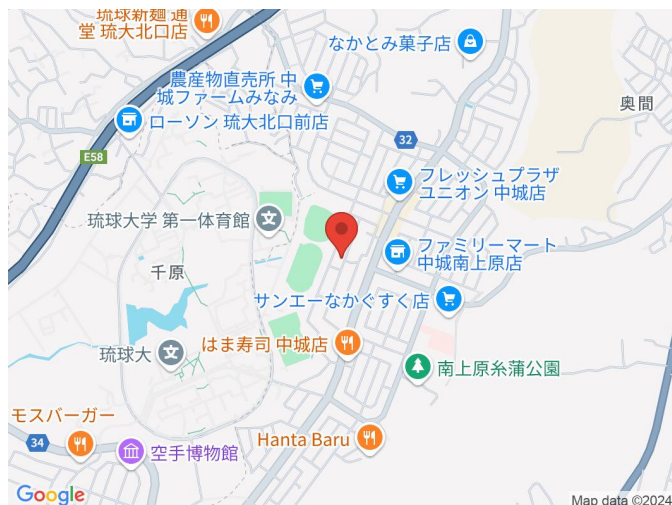 琉球新麺 通
堂 琉大北口店
なかとみ菓子店
農産物直売所 中
城ファームみなみ
奥間
ローソン 琉大北口前店
32
E58
フレッシュプラザ
ユニオン 中城店
琉球大学 第一体育館
ファミリーマート
中城南上原店
千原
サンエーなかぐすく店
はま寿司 中城店
琉球大
南上原糸蒲公園
モスバーガー
Hanta Baru
34
空手博物館
Google
Map data ©2024